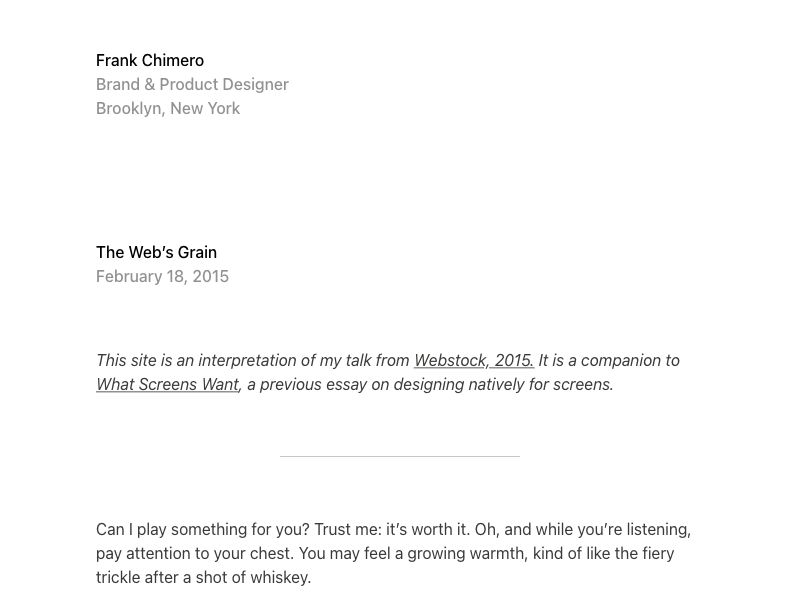 Frank Chimero
Brand & Product Designer
Brooklyn, New York
The Web’s Grain
February 18, 2015
This site is an interpretation of my talk from Webstock, 2015. It is a companion to
What Screens Want, a previous essay on designing natively for screens.
Can I play something for you? Trust me: it’s worth it. Oh, and while you’re listening,
pay attention to your chest. You may feel a growing warmth, kind of like the fiery
trickle after a shot of whiskey.